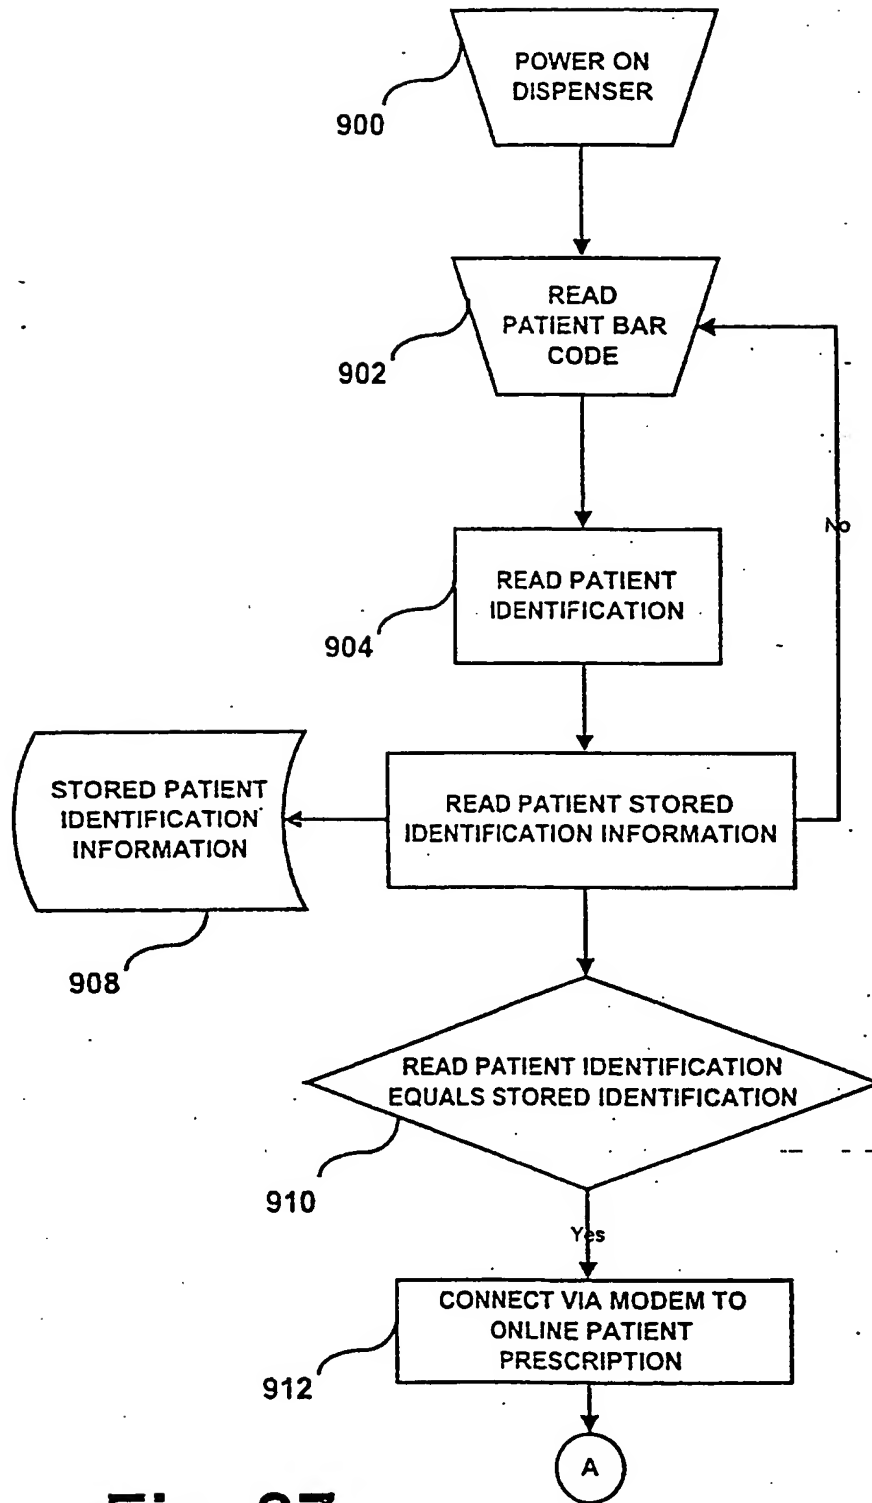 POWER ON
DISPENSER
900
READ
PATIENT BAR
CODE
902
No
READ PATIENT
IDENTIFICATION
904
STORED PATIENT
IDENTIFICATION
INFORMATION
READ PATIENT STORED
IDENTIFICATION INFORMATION
908
READ PATIENT IDENTIFICATION
EQUALS STORED IDENTIFICATION
910
Yes
CONNECT VIA MODEM TO
ONLINE PATIENT
PRESCRIPTION
912
A